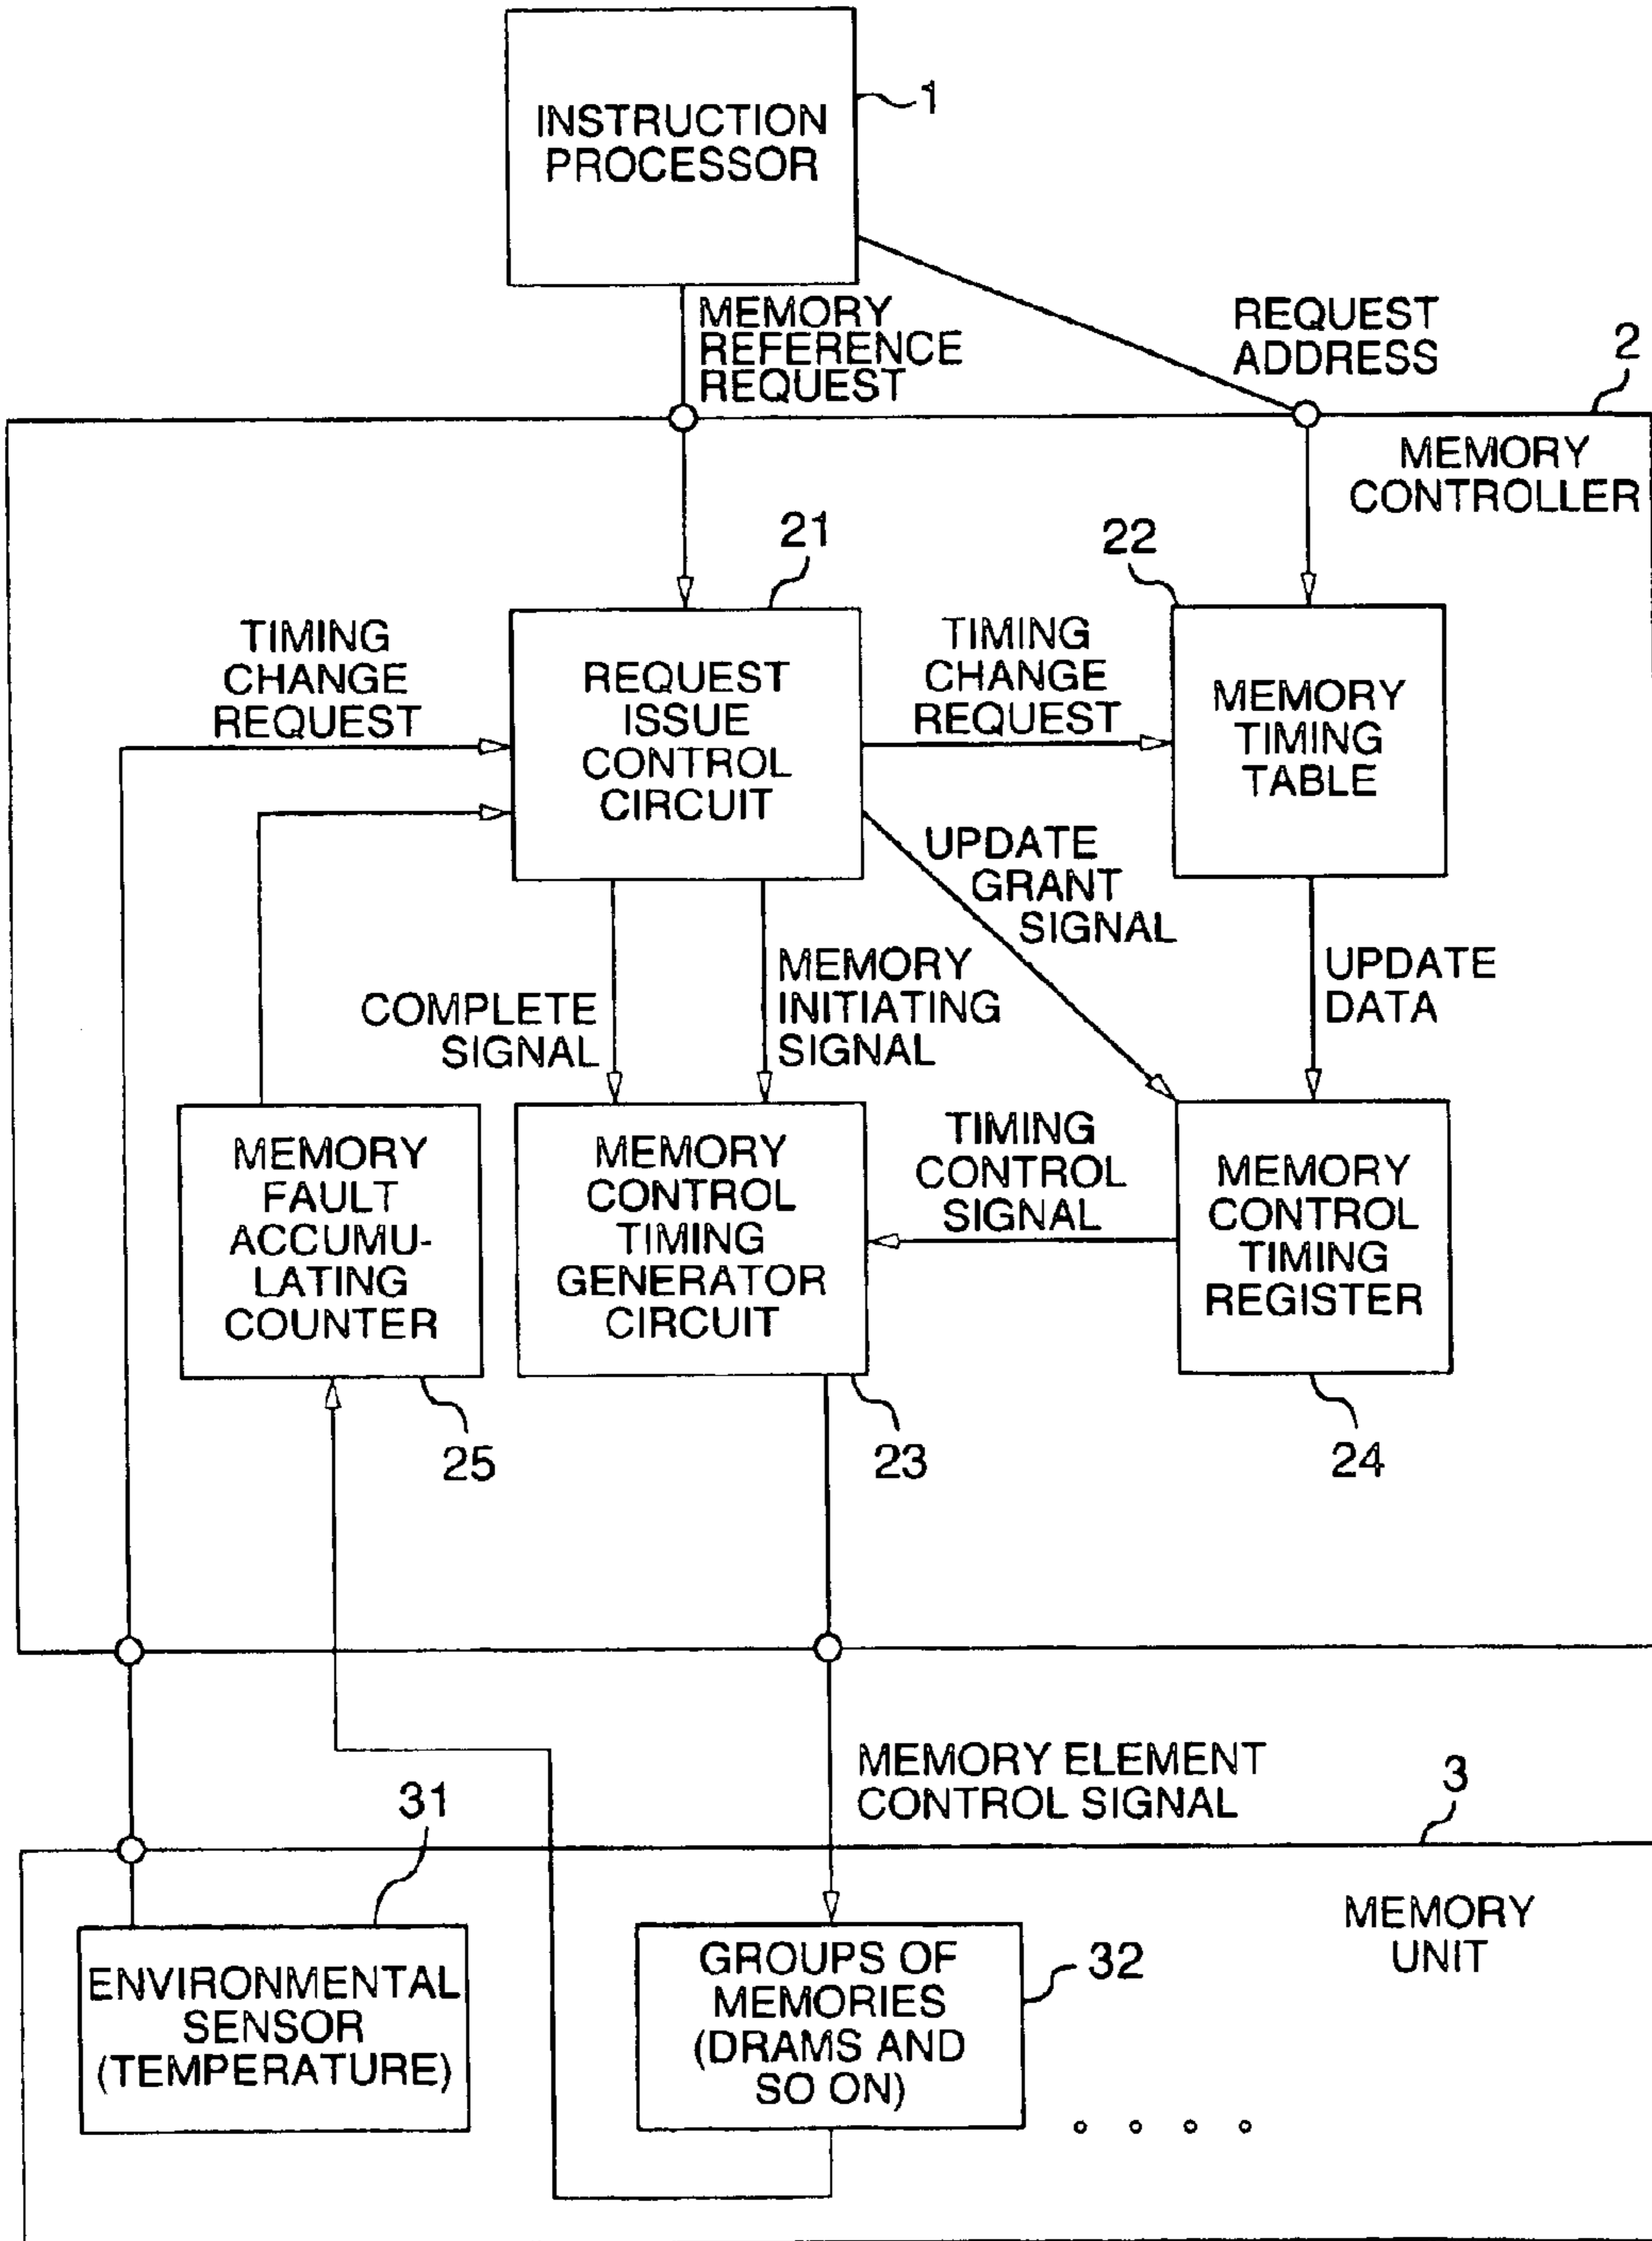 INSTRUCTION
PROCESSOR
1
MEMORY
REFERENCE
REQUEST
REQUEST
ADDRESS
2
MEMORY
CONTROLLER
21
22
TIMING
CHANGE
REQUEST
REQUEST
ISSUE
CONTROL
CIRCUIT
TIMING
CHANGE
REQUEST
MEMORY
TIMING
TABLE
UPDATE
GRANT
SIGNAL
COMPLETE
SIGNAL
MEMORY
INITIATING
SIGNAL
UPDATE
DATA
MEMORY
FAULT
ACCUMU-
LATING
COUNTER
MEMORY
CONTROL
TIMING
GENERATOR
CIRCUIT
TIMING
CONTROL
SIGNAL
MEMORY
CONTROL
TIMING
REGISTER
25
23
24
MEMORY ELEMENT
CONTROL SIGNAL
3
31
ENVIRONMENTAL
SENSOR
(TEMPERATURE)
GROUPS OF
MEMORIES
(DRAMS AND
SO ON)
32
MEMORY
UNIT